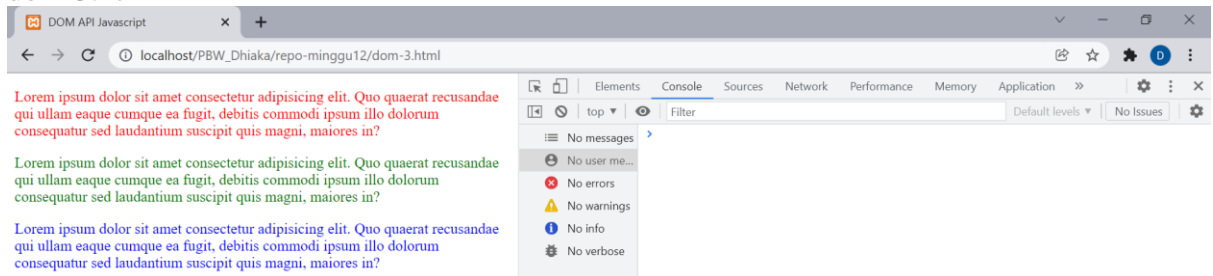 DOM API Javascript
localhost/PBW_Dhiaka/repo-minggu12/dom-3.html
D
Lorem ipsum dolor sit amet consectetur adipisicing elit. Quo quaerat recusandae
qui ullam eaque cumque ea fugit, debitis commodi ipsum illo dolorum
consequatur sed laudantium suscipit quis magni, maiores in?
Lorem ipsum dolor sit amet consectetur adipisicing elit. Quo quaerat recusandae
qui ullam eaque cumque ea fugit, debitis commodi ipsum illo dolorum
consequatur sed laudantium suscipit quis magni, maiores in?
Lorem ipsum dolor sit amet consectetur adipisicing elit. Quo quaerat recusandae
qui ullam eaque cumque ea fugit, debitis commodi ipsum illo dolorum
consequatur sed laudantium suscipit quis magni, maiores in?
Elements Console Sources Network Performance Memory Application »
top Filter Default levels No Issues
No messages
No user me...
No errors
No warnings
No info
No verbose